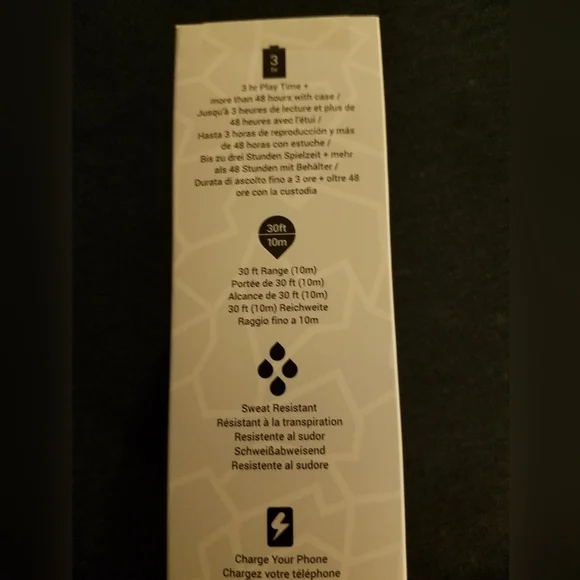 3
hr
3 hr Play Time +
more than 48 hours with case /
Jusqu'à 3 heures de lecture et plus de
48 heures avec l'étui /
Hasta 3 horas de reproducción y más
de 48 horas con estuche /
Bis zu drei Stunden Spielzeit + mehr
als 48 Stunden mit Behälter /
Durata di ascolto fino a 3 ore + oltre 48
ore con la custodia
30ft
10m
30 ft Range (10m)
Portée de 30 ft (10m)
Alcance de 30 ft (10m)
30 ft (10m) Reichweite
Raggio fino a 10m
Sweat Resistant
Résistant à la transpiration
Resistente al sudor
Schweißabweisend
Resistente al sudore
Charge Your Phone
Chargez votre téléphone